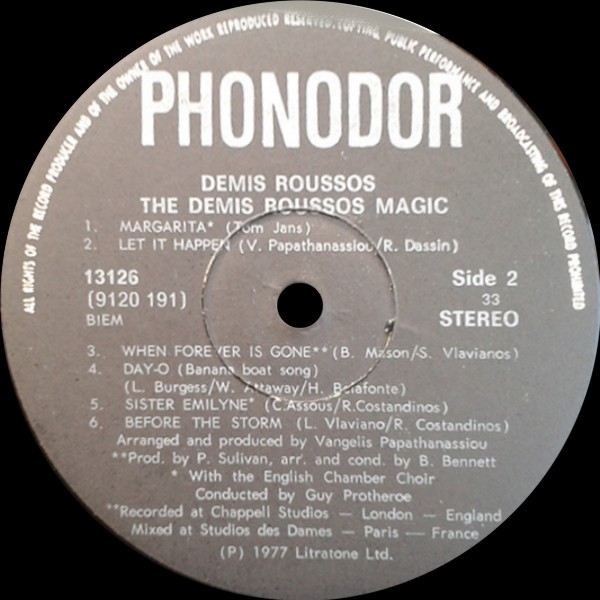 ALL RIGHTS OF THE RECORD PRODUCER AND OF THE OWNER OF THE WORK REPRODUCED RESERVED. COPYING, PUBLIC PERFORMANCE AND BROADCASTING OF THIS RECORD PROHIBITED
PHONODOR
DEMIS ROUSSOS
THE DEMIS ROUSSOS MAGIC
1. MARGARITA* (Tom Jans)
2. LET IT HAPPEN (V. Papathanassiou/R. Dassin)
13126 Side 2
(9120 191) 33
BIEM STEREO
3. WHEN FOREVER IS GONE** (B. Mason/S. Vlavianos)
4. DAY-O (Banana boat song)
(L. Burgess/W. Attaway/H. Belafonte)
5. SISTER EMILYNE* (C.Assous/R.Costandinos)
6. BEFORE THE STORM (L. Vlaviano/R. Costandinos)
Arranged and produced by Vangelis Papathanassiou
**Prod. by P. Sulivan, arr. and cond. by B. Bennett
* With the English Chamber Choir
Conducted by Guy Protheroe
**Recorded at Chappell Studios — London — England
Mixed at Studios des Dames — Paris — France
(P) 1977 Litratone Ltd.